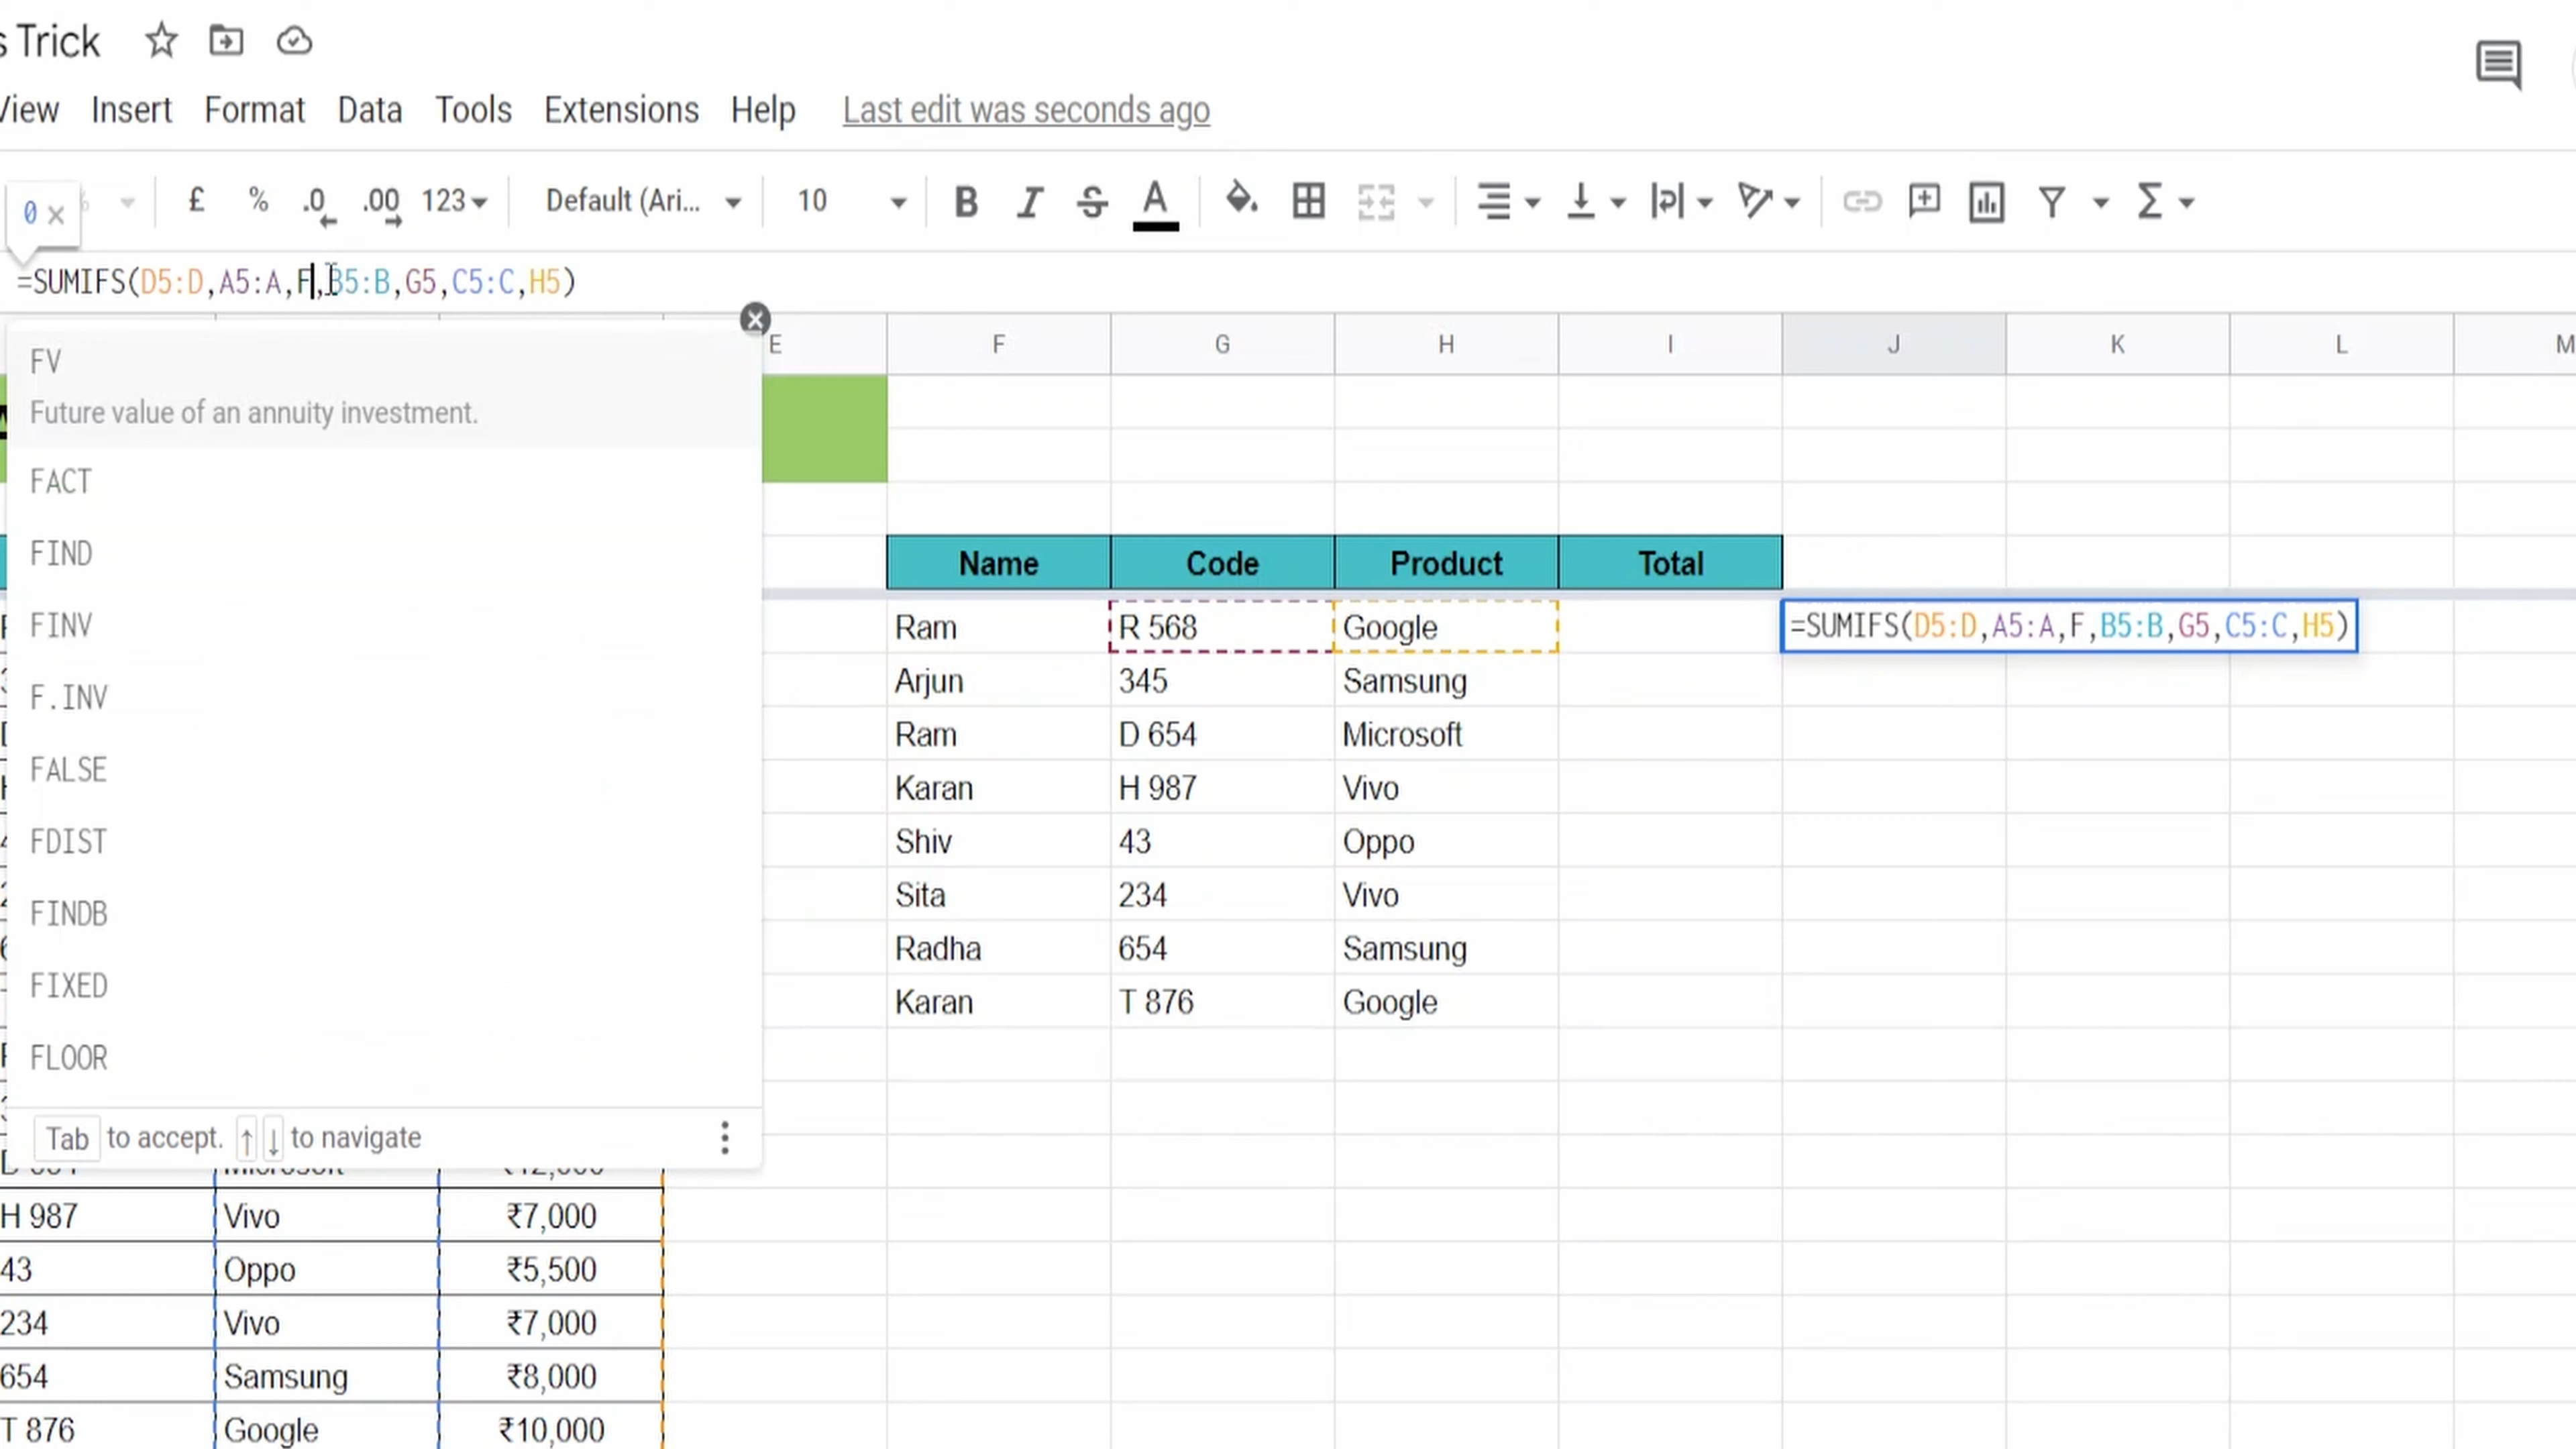 s Trick
View Insert Format Data Tools Extensions Help Last edit was seconds ago
0 × £ % .0 .00 123 Default (Ari... 10 B I S A Σ
=SUMIFS(D5:D,A5:A,F,B5:B,G5,C5:C,H5)
E F G H I J K L M
FV
Future value of an annuity investment.
FACT
FIND
FINV
F.INV
FALSE
FDIST
FINDB
FIXED
FLOOR
Tab to accept. ↑ ↓ to navigate
Name Code Product Total
Ram R 568 Google =SUMIFS(D5:D,A5:A,F,B5:B,G5,C5:C,H5)
Arjun 345 Samsung
Ram D 654 Microsoft
Karan H 987 Vivo
Shiv 43 Oppo
Sita 234 Vivo
Radha 654 Samsung
Karan T 876 Google
H 987 Vivo ₹7,000
43 Oppo ₹5,500
234 Vivo ₹7,000
654 Samsung ₹8,000
T 876 Google ₹10,000